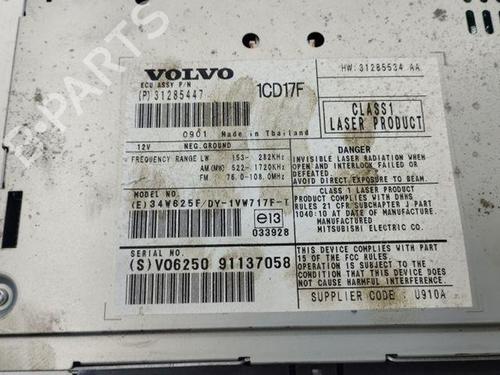 VOLVO
ECU ASSY P/N
(P) 31285447
1CD17F
HW: 31285534 AA
0901 Made in Thailand
CLASS1
LASER PRODUCT
12V NEG. GROUND
FREQUENCY RANGE LW 153- 282KHz
AM(MW) 522-1720KHz
FM 76.0-108.0MHz
DANGER
INVISIBLE LASER RADIATION WHEN
OPEN AND INTERLOCK FAILED OR
DEFEATED.
AVOID DIRECT EXPOSURE TO BEAM.
MODEL NO.
(E) 34W625F/DY-1VW717F-T
e13
033928
CLASS 1 LASER PRODUCT
PRODUCT COMPLIES WITH DHHS
RULES 21 CFR SUBCHAPTER J PART
1040:10 AT DATE OF MANUFACTURE.
MITSUBISHI ELECTRIC CO.
SERIAL NO.
(S) VO6250 91137058
THIS DEVICE COMPLIES WITH PART
15 OF THE FCC RULES.
OPERATION IS SUBJECT TO THE
CONDITION THAT THIS DEVICE DOES
NOT CAUSE HARMFUL INTERFERENCE.
SUPPLIER CODE : U910A
B-PARTS